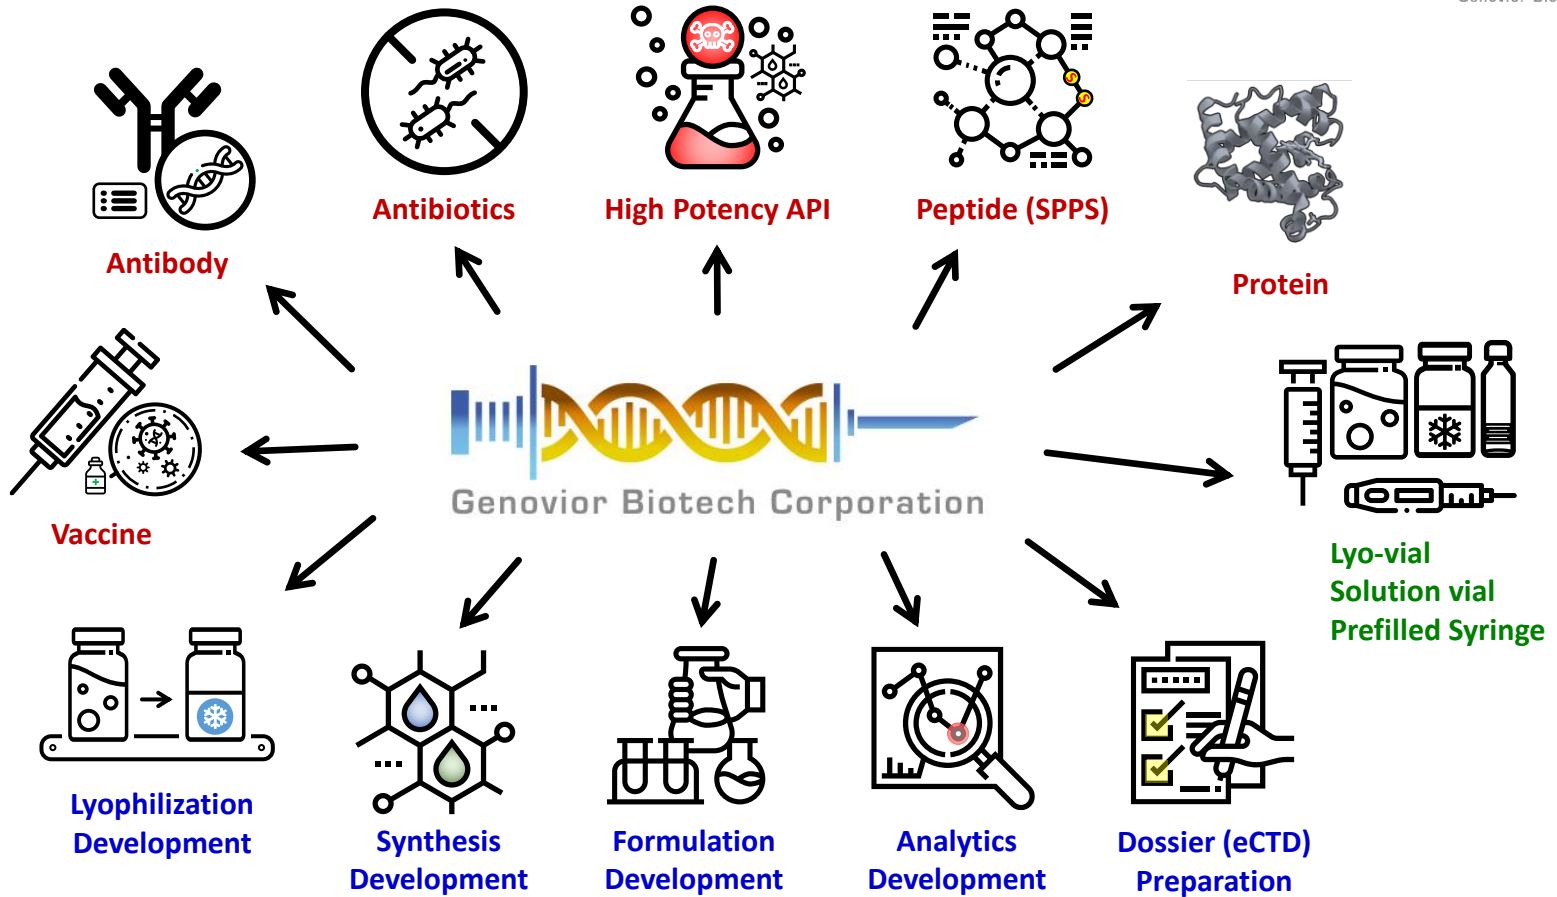 Antibiotics
High Potency API
Peptide (SPPS)
Antibody
Protein
Vaccine
Genovior Biotech Corporation
Lyo-vial
Solution vial
Prefilled Syringe
Lyophilization
Development
Synthesis
Development
Formulation
Development
Analytics
Development
Dossier (eCTD)
Preparation
S
S